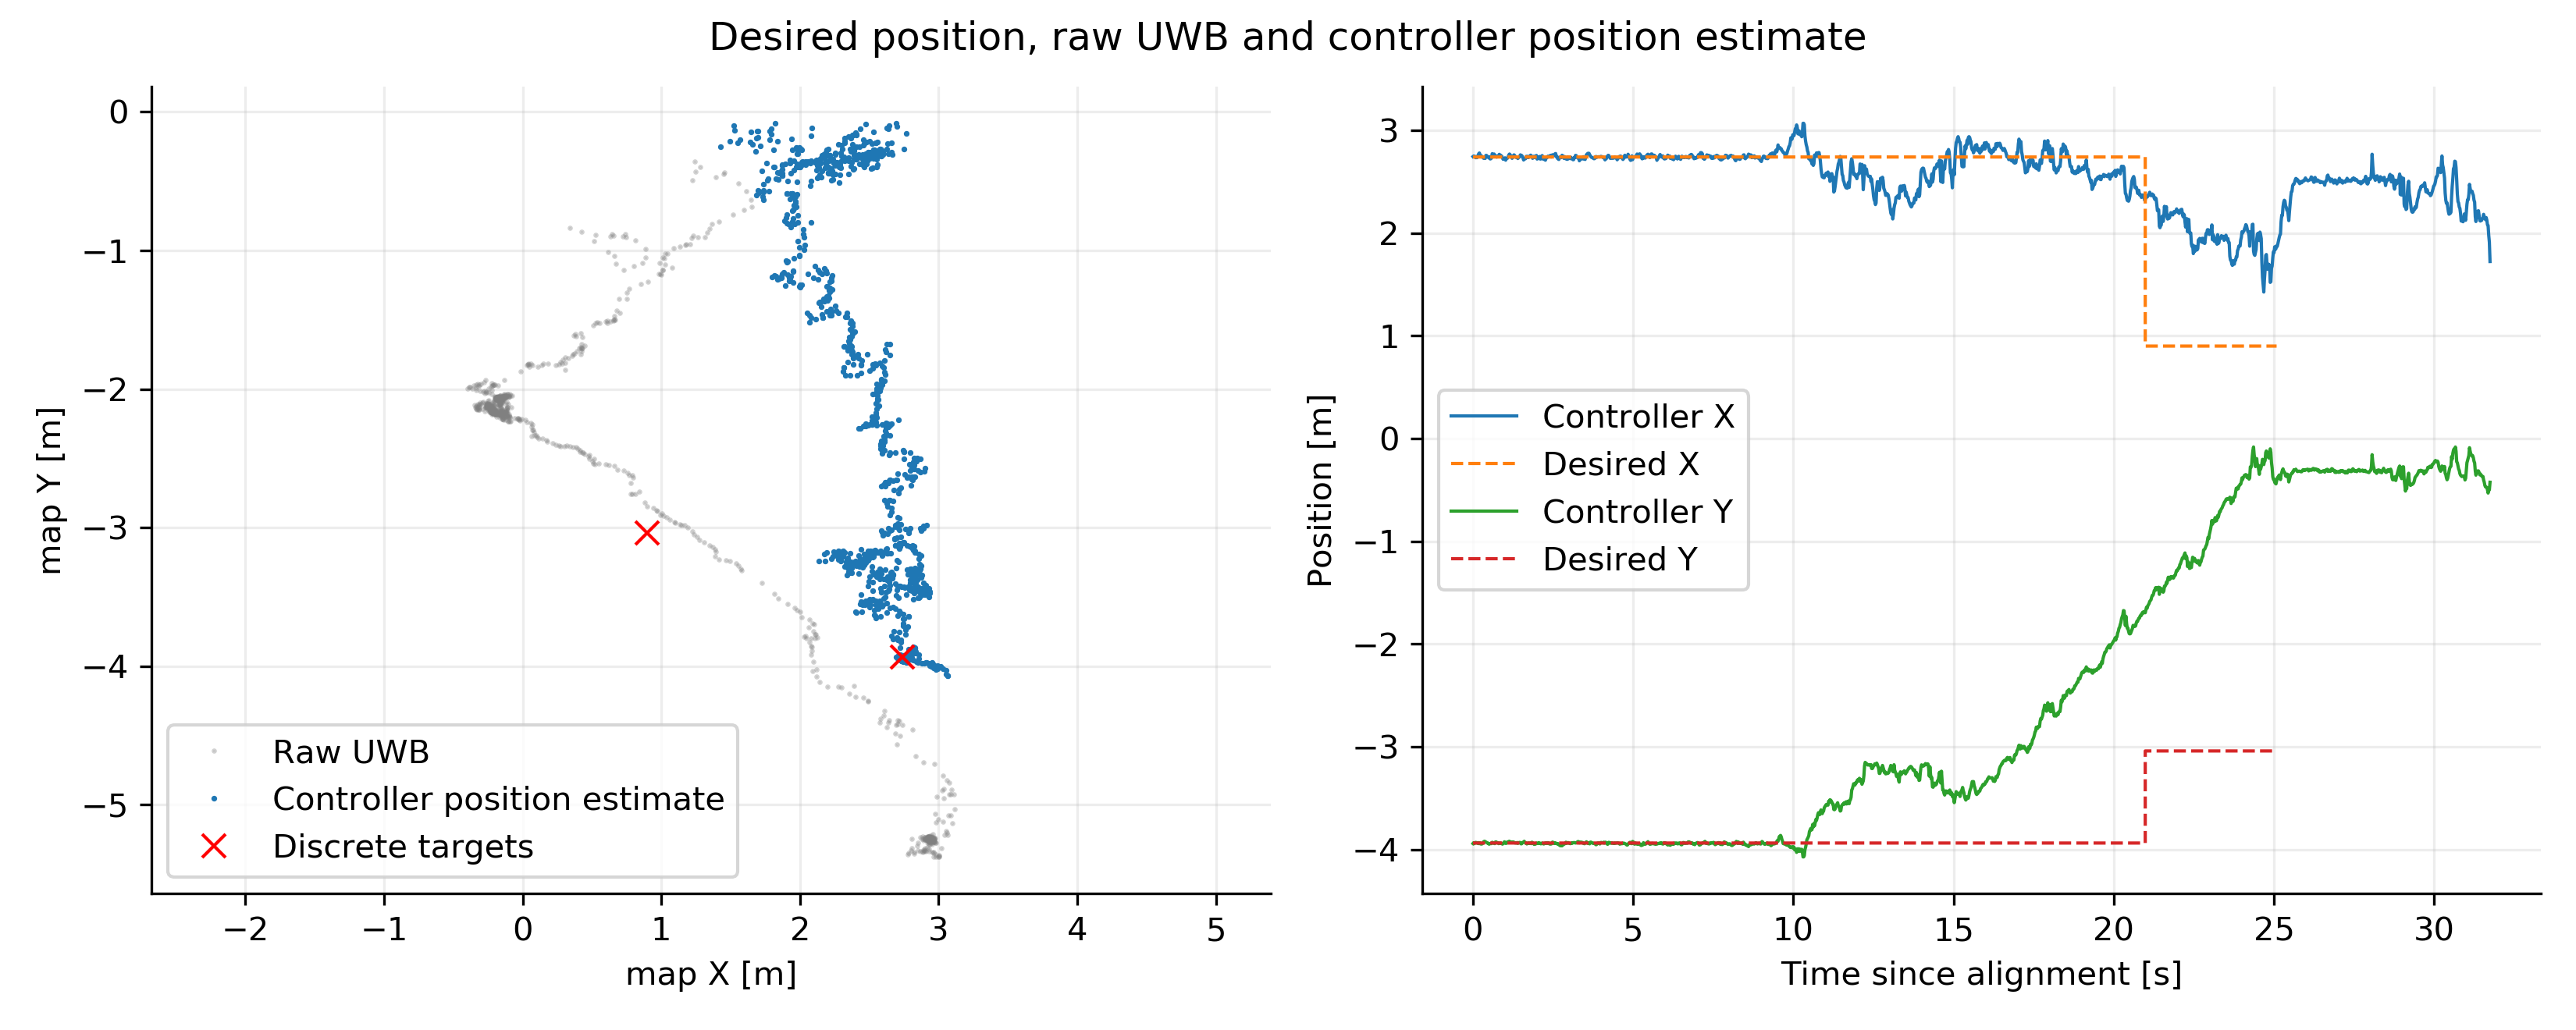 Desired position, raw UWB and controller position estimate
0
−1
−2
−3
−4
−5
map Y [m]
Raw UWB
Controller position estimate
Discrete targets
−2 −1 0 1 2 3 4 5
map X [m]
3
2
1
0
−1
−2
−3
−4
Position [m]
Controller X
Desired X
Controller Y
Desired Y
0 5 10 15 20 25 30
Time since alignment [s]